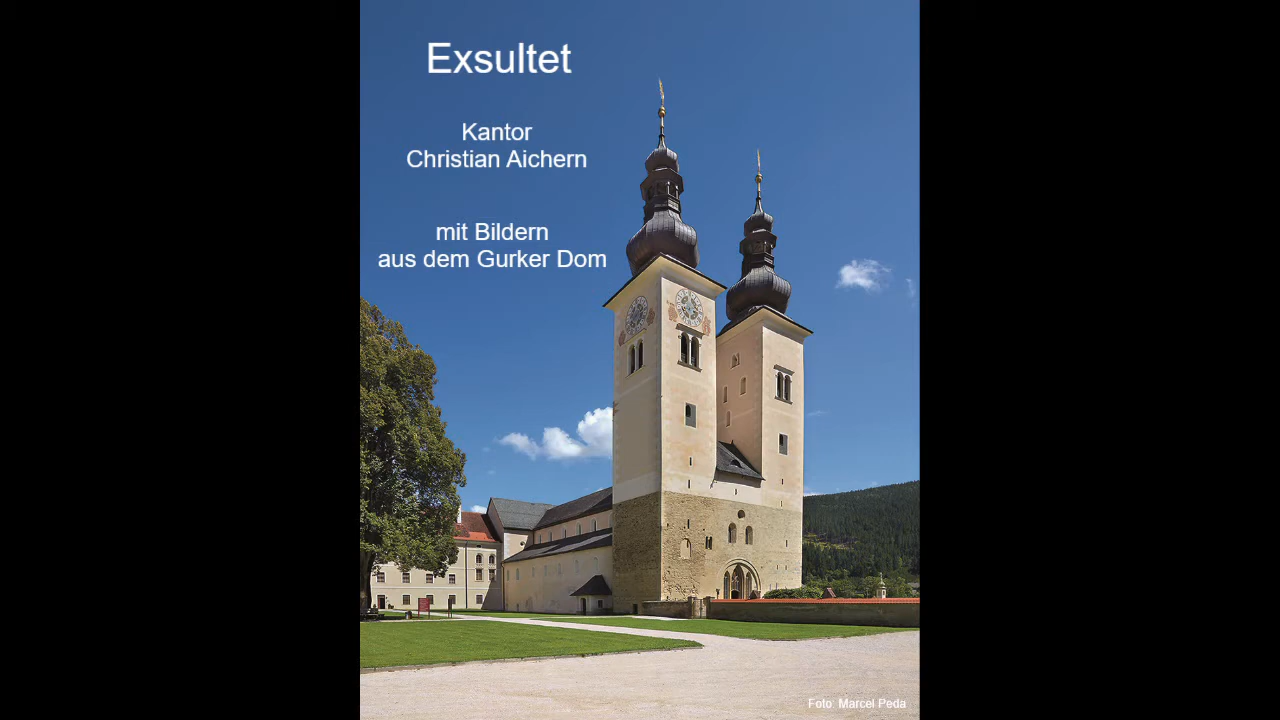 Exsultet
Kantor
Christian Aichern
mit Bildern
aus dem Gurker Dom
Foto: Marcel Peda